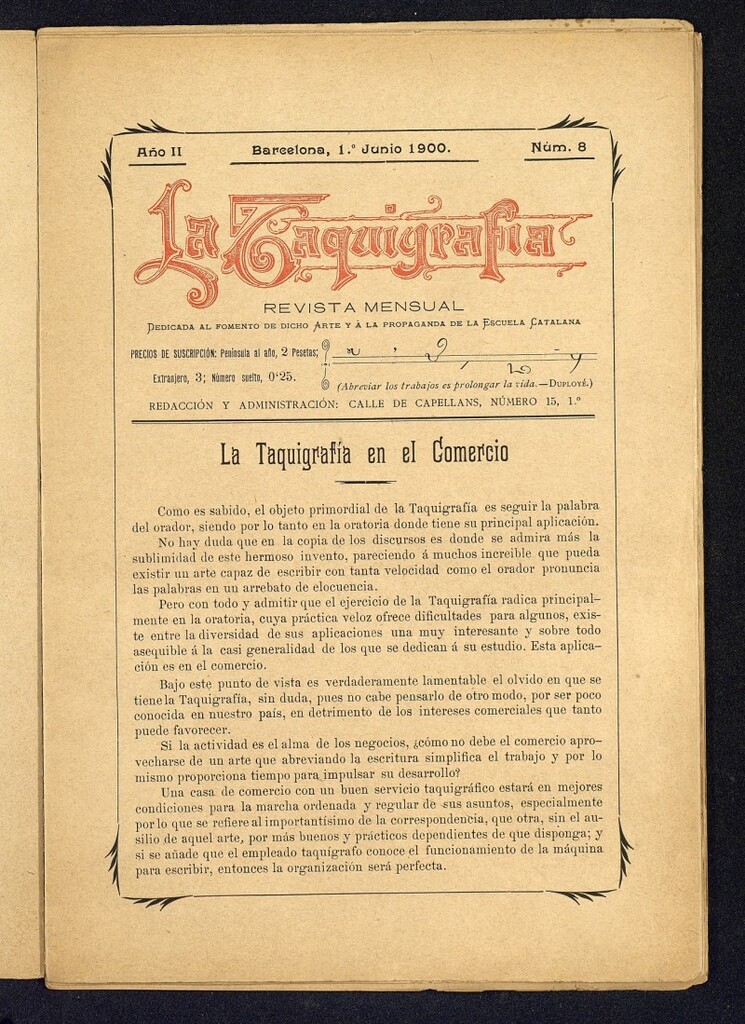 Año II
Barcelona, 1.º Junio 1900.
Núm. 8
La Taquigrafía
REVISTA MENSUAL
DEDICADA AL FOMENTO DE DICHO ARTE Y Á LA PROPAGANDA DE LA ESCUELA CATALANA
PRECIOS DE SUSCRIPCIÓN: Península al año, 2 Pesetas;
Extranjero, 3; Número suelto, 0'25.
(Abreviar los trabajos es prolongar la vida.—DUPLOYÉ.)
REDACCIÓN Y ADMINISTRACIÓN: CALLE DE CAPELLANS, NÚMERO 15, 1.º
La Taquigrafía en el Comercio
Como es sabido, el objeto primordial de la Taquigrafía es seguir la palabra
del orador, siendo por lo tanto en la oratoria donde tiene su principal aplicación.
No hay duda que en la copia de los discursos es donde se admira más la
sublimidad de este hermoso invento, pareciendo á muchos increible que pueda
existir un arte capaz de escribir con tanta velocidad como el orador pronuncia
las palabras en un arrebato de elocuencia.
Pero con todo y admitir que el ejercicio de la Taquigrafía radica principal-
mente en la oratoria, cuya práctica veloz ofrece dificultades para algunos, exis-
te entre la diversidad de sus aplicaciones una muy interesante y sobre todo
asequible á la casi generalidad de los que se dedican á su estudio. Esta aplica-
ción es en el comercio.
Bajo este punto de vista es verdaderamente lamentable el olvido en que se
tiene la Taquigrafía, sin duda, pues no cabe pensarlo de otro modo, por ser poco
conocida en nuestro país, en detrimento de los intereses comerciales que tanto
puede favorecer.
Si la actividad es el alma de los negocios, ¿cómo no debe el comercio apro-
vecharse de un arte que abreviando la escritura simplifica el trabajo y por lo
mismo proporciona tiempo para impulsar su desarrollo?
Una casa de comercio con un buen servicio taquigráfico estará en mejores
condiciones para la marcha ordenada y regular de sus asuntos, especialmente
por lo que se refiere al importantísimo de la correspondencia, que otra, sin el au-
silio de aquel arte, por más buenos y prácticos dependientes de que disponga; y
si se añade que el empleado taquígrafo conoce el funcionamiento de la máquina
para escribir, entonces la organización será perfecta.